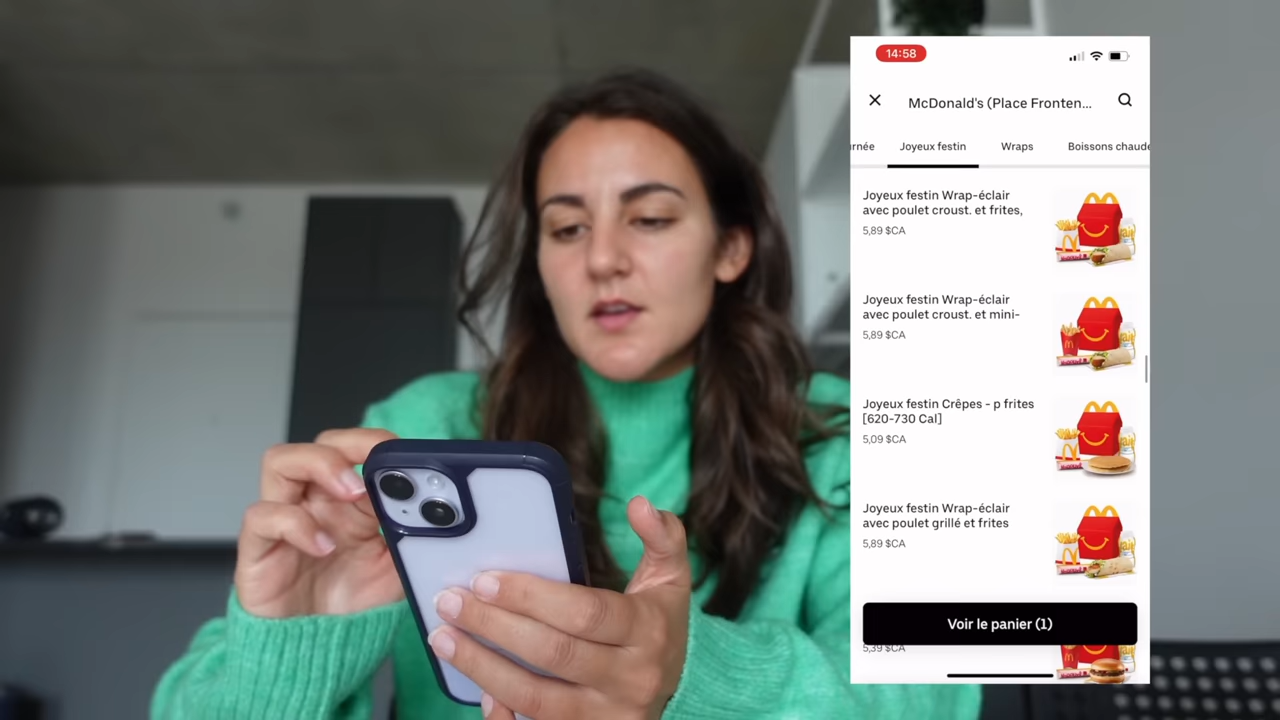 14:58
McDonald's (Place Fronten...
urnée
Joyeux festin
Wraps
Boissons chaude
Joyeux festin Wrap-éclair
avec poulet croust. et frites,
5,89 $CA
Joyeux festin Wrap-éclair
avec poulet croust. et mini-
5,89 $CA
Joyeux festin Crêpes - p frites
[620-730 Cal]
5,09 $CA
Joyeux festin Wrap-éclair
avec poulet grillé et frites
5,89 $CA
Voir le panier (1)
5,39 $CA